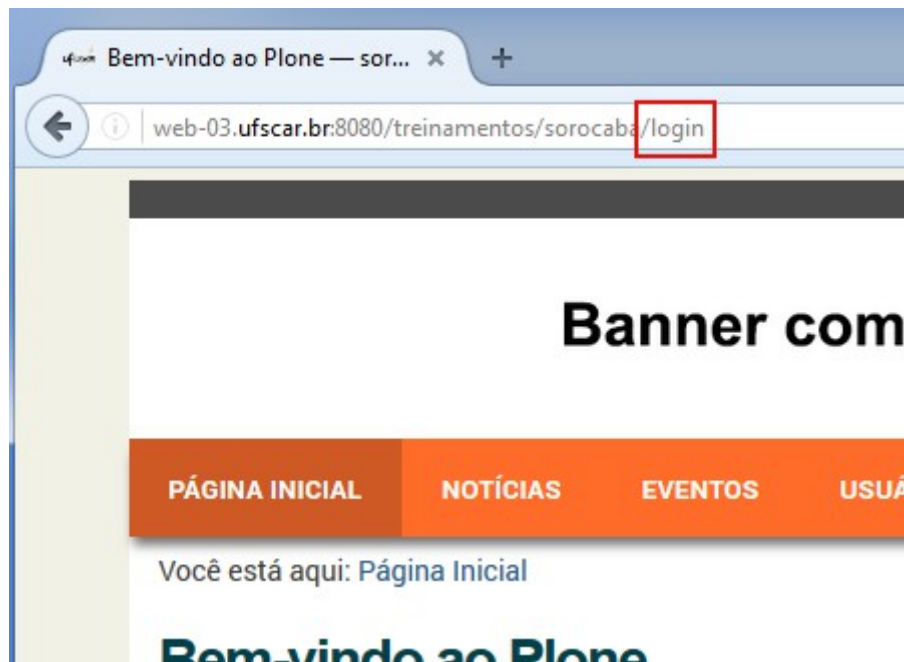 Bem-vindo ao Plone — sor...
web-03.ufscar.br:8080/treinamentos/sorocaba/login
Banner com
PÁGINA INICIAL NOTÍCIAS EVENTOS USUÁ
Você está aqui: Página Inicial
Bem-vindo ao Plone